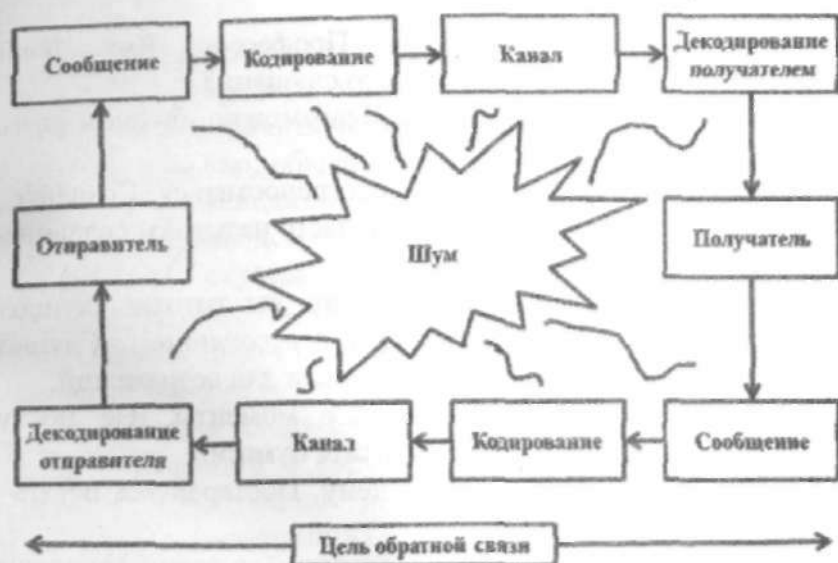 Сообщение
Кодирование
Канал
Декодирование
получателем
Отправитель
Шум
Получатель
Декодирование
отправителя
Канал
Кодирование
Сообщение
Цель обратной связи